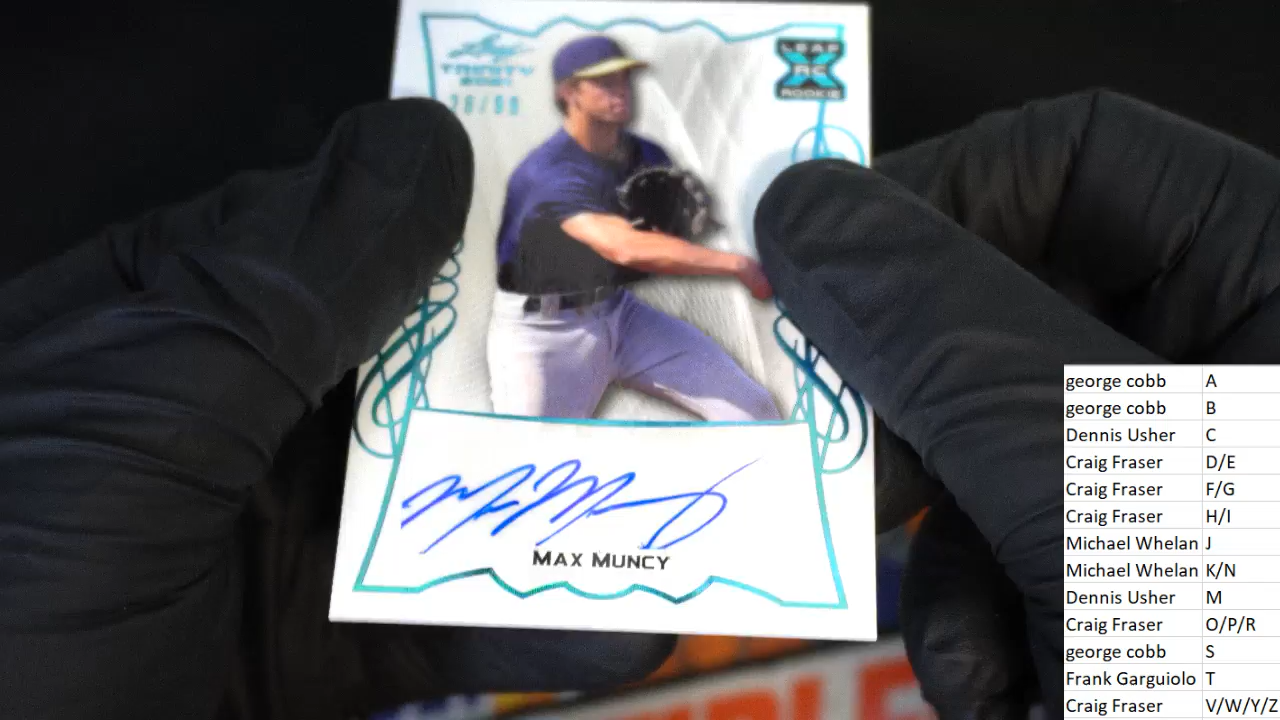 Leaf
TRINITY
LEAF
RC
ROOKIE
MAX MUNCY
george cobb A
george cobb B
Dennis Usher C
Craig Fraser D/E
Craig Fraser F/G
Craig Fraser H/I
Michael Whelan J
Michael Whelan K/N
Dennis Usher M
Craig Fraser O/P/R
george cobb S
Frank Garguiolo T
Craig Fraser V/W/Y/Z